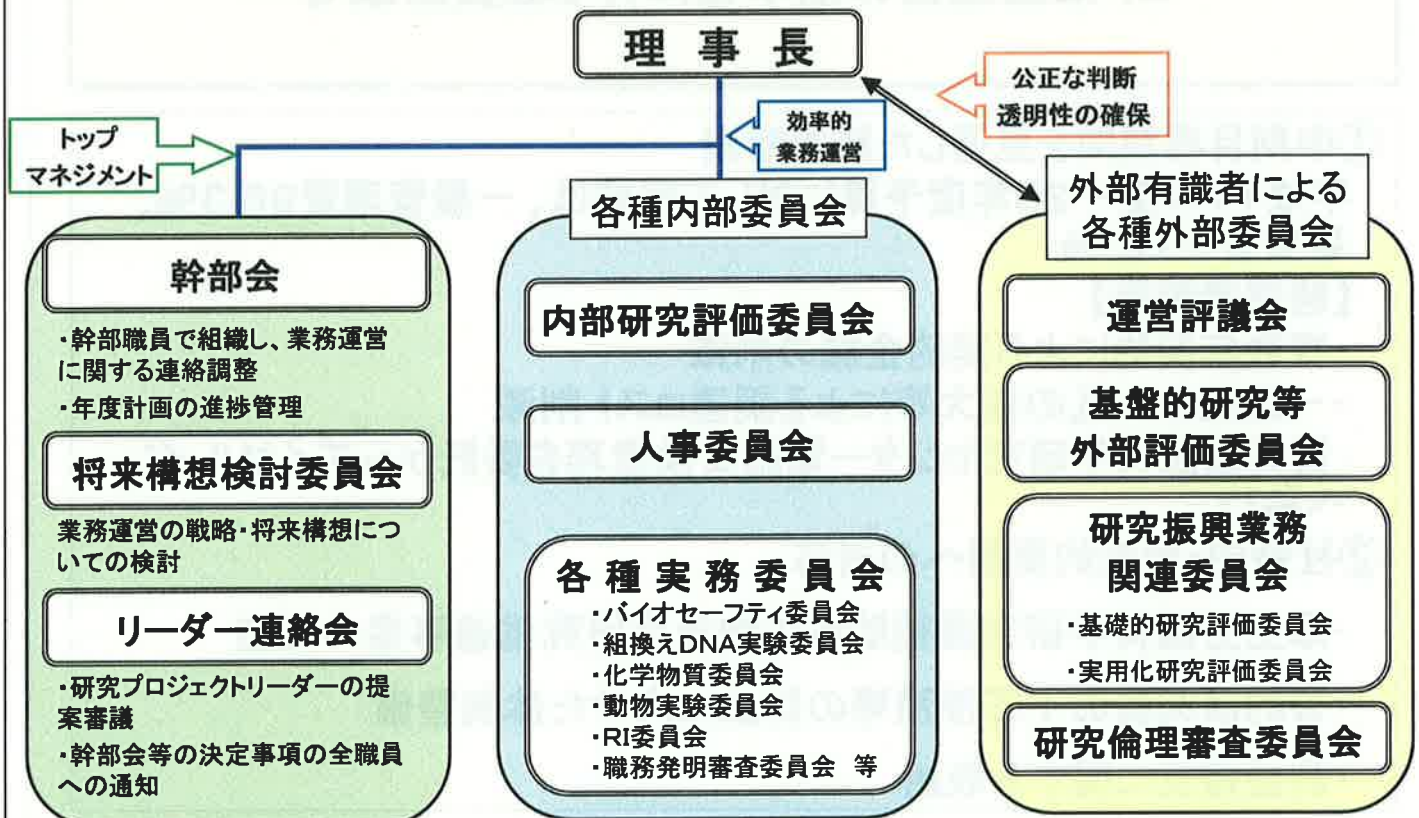 理 事 長
公正な判断
透明性の確保
トップ
マネジメント
効率的
業務運営
幹部会
・幹部職員で組織し、業務運営
に関する連絡調整
・年度計画の進捗管理
将来構想検討委員会
業務運営の戦略・将来構想につ
いての検討
リーダー連絡会
・研究プロジェクトリーダーの提
案審議
・幹部会等の決定事項の全職員
への通知
各種内部委員会
内部研究評価委員会
人事委員会
各 種 実 務 委 員 会
・バイオセーフティ委員会
・組換えDNA実験委員会
・化学物質委員会
・動物実験委員会
・RI委員会
・職務発明審査委員会 等
外部有識者による
各種外部委員会
運営評議会
基盤的研究等
外部評価委員会
研究振興業務
関連委員会
・基礎的研究評価委員会
・実用化研究評価委員会
研究倫理審査委員会